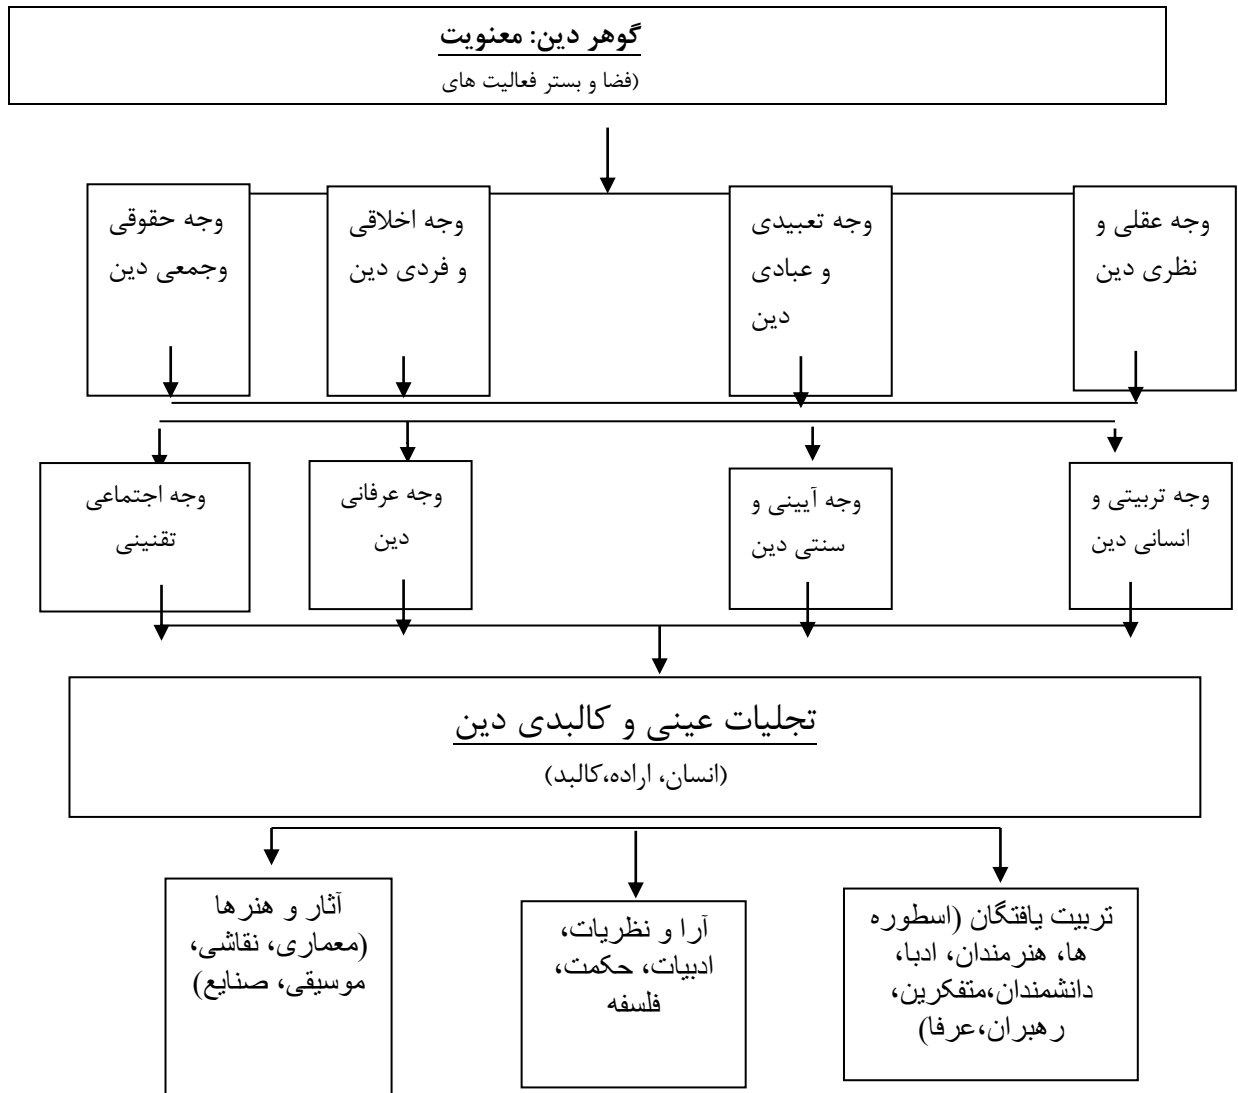 گوهر دین: معنویت
(فضا و بستر فعالیت های
وجه عقلی و
نظری دین
وجه تعبیدی
و عبادی
دین
وجه اخلاقی
و فردی دین
وجه حقوقی
وجمعی دین
وجه تربیتی و
انسانی دین
وجه آیینی و
سنتی دین
وجه عرفانی
دین
وجه اجتماعی
تقنینی
تجلیات عینی و کالبدی دین
(انسان، اراده،کالبد)
تربیت یافتگان (اسطوره
ها، هنرمندان، ادبا،
دانشمندان،متفکرین،
رهبران،عرفا)
آرا و نظریات،
ادبیات، حکمت،
فلسفه
آثار و هنرها
(معماری، نقاشی،
موسیقی، صنایع)